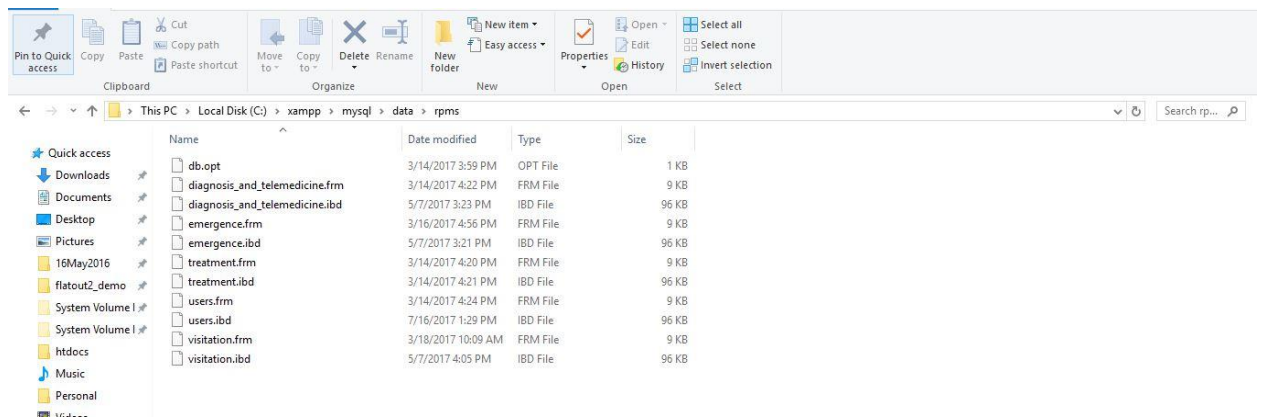 Cut
New item
Open
Select all
Copy path
Easy access
Edit
Select none
Pin to Quick access
Copy
Paste
Paste shortcut
Move to
Copy to
Delete
Rename
New folder
Properties
History
Invert selection
Clipboard
Organize
New
Open
Select
This PC > Local Disk (C:) > xampp > mysql > data > rpms
Search rp...
Name Date modified Type Size
Quick access
Downloads
Documents
Desktop
Pictures
16May2016
flatout2_demo
System Volume I
System Volume I
htdocs
Music
Personal
Videos
db.opt 3/14/2017 3:59 PM OPT File 1 KB
diagnosis_and_telemedicine.frm 3/14/2017 4:22 PM FRM File 9 KB
diagnosis_and_telemedicine.ibd 5/7/2017 3:23 PM IBD File 96 KB
emergence.frm 3/16/2017 4:56 PM FRM File 9 KB
emergence.ibd 5/7/2017 3:21 PM IBD File 96 KB
treatment.frm 3/14/2017 4:20 PM FRM File 9 KB
treatment.ibd 3/14/2017 4:21 PM IBD File 96 KB
users.frm 3/14/2017 4:24 PM FRM File 9 KB
users.ibd 7/16/2017 1:29 PM IBD File 96 KB
visitation.frm 3/18/2017 10:09 AM FRM File 9 KB
visitation.ibd 5/7/2017 4:05 PM IBD File 96 KB